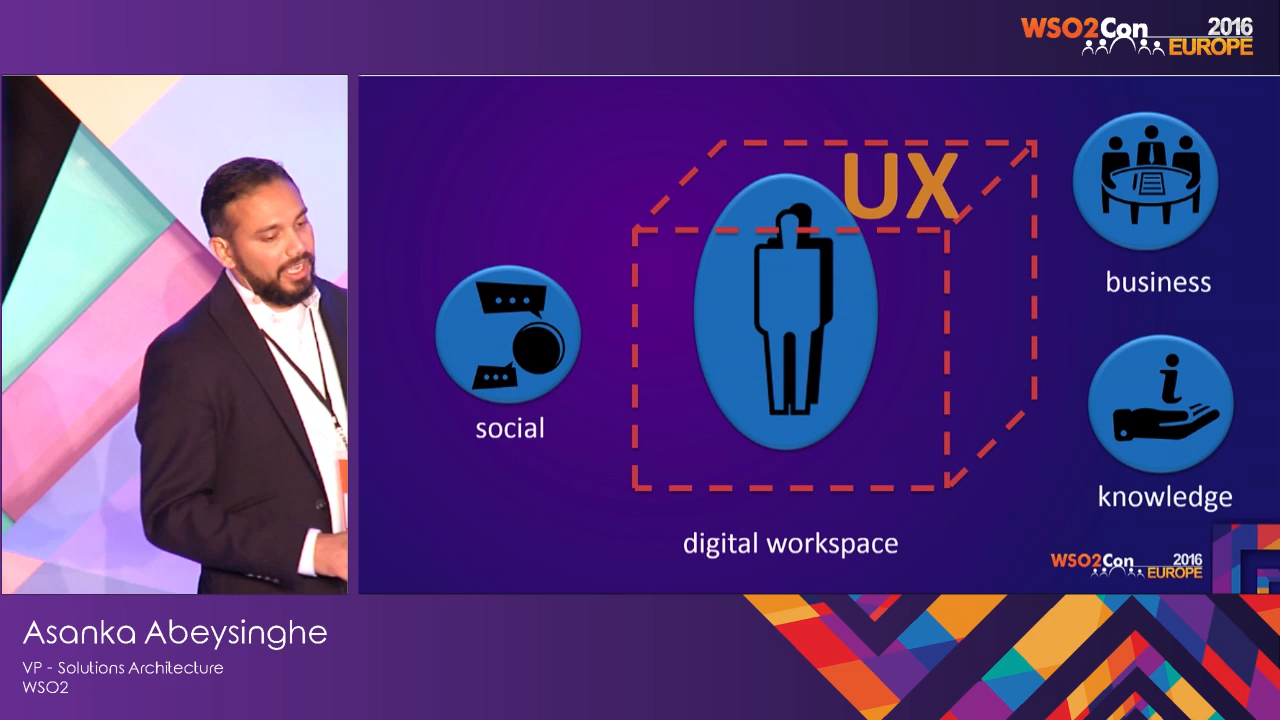 WSO2Con 2016
EUROPE
UX
business
social
knowledge
digital workspace
WSO2Con 2016
EUROPE
Asanka Abeysinghe
VP - Solutions Architecture
WSO2